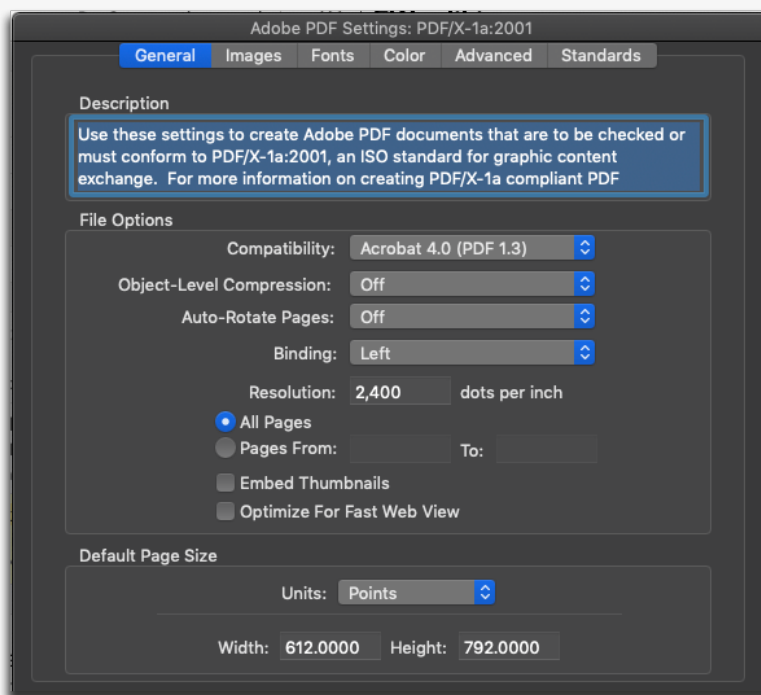 Adobe PDF Settings: PDF/X-1a:2001
General Images Fonts Color Advanced Standards
Description
Use these settings to create Adobe PDF documents that are to be checked or
must conform to PDF/X-1a:2001, an ISO standard for graphic content
exchange.  For more information on creating PDF/X-1a compliant PDF
File Options
Compatibility: Acrobat 4.0 (PDF 1.3)
Object-Level Compression: Off
Auto-Rotate Pages: Off
Binding: Left
Resolution: 2,400 dots per inch
All Pages
Pages From: To:
Embed Thumbnails
Optimize For Fast Web View
Default Page Size
Units: Points
Width: 612.0000 Height: 792.0000